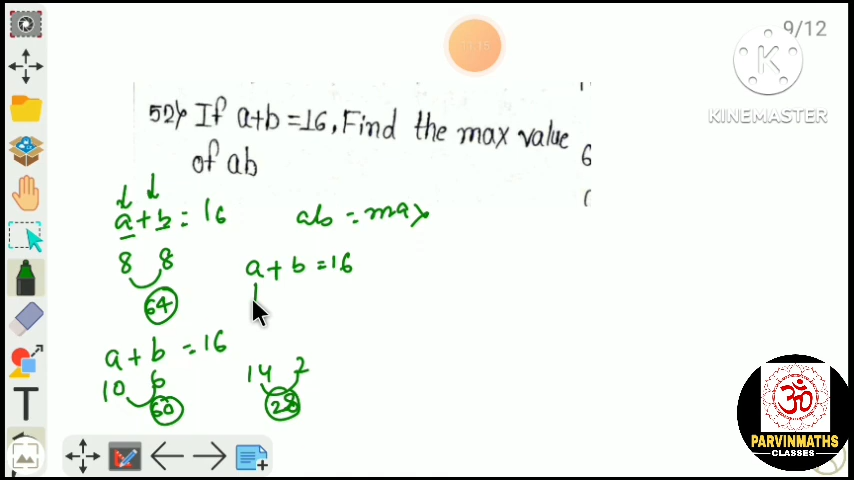 9/12
KINEMASTER
52) If a+b=16, Find the max value
of ab
6
a+b=16
ab=max
8 8
64
a+b=16
a+b=16
10 6
60
14 2
28
T
PARVINMATHS
CLASSES